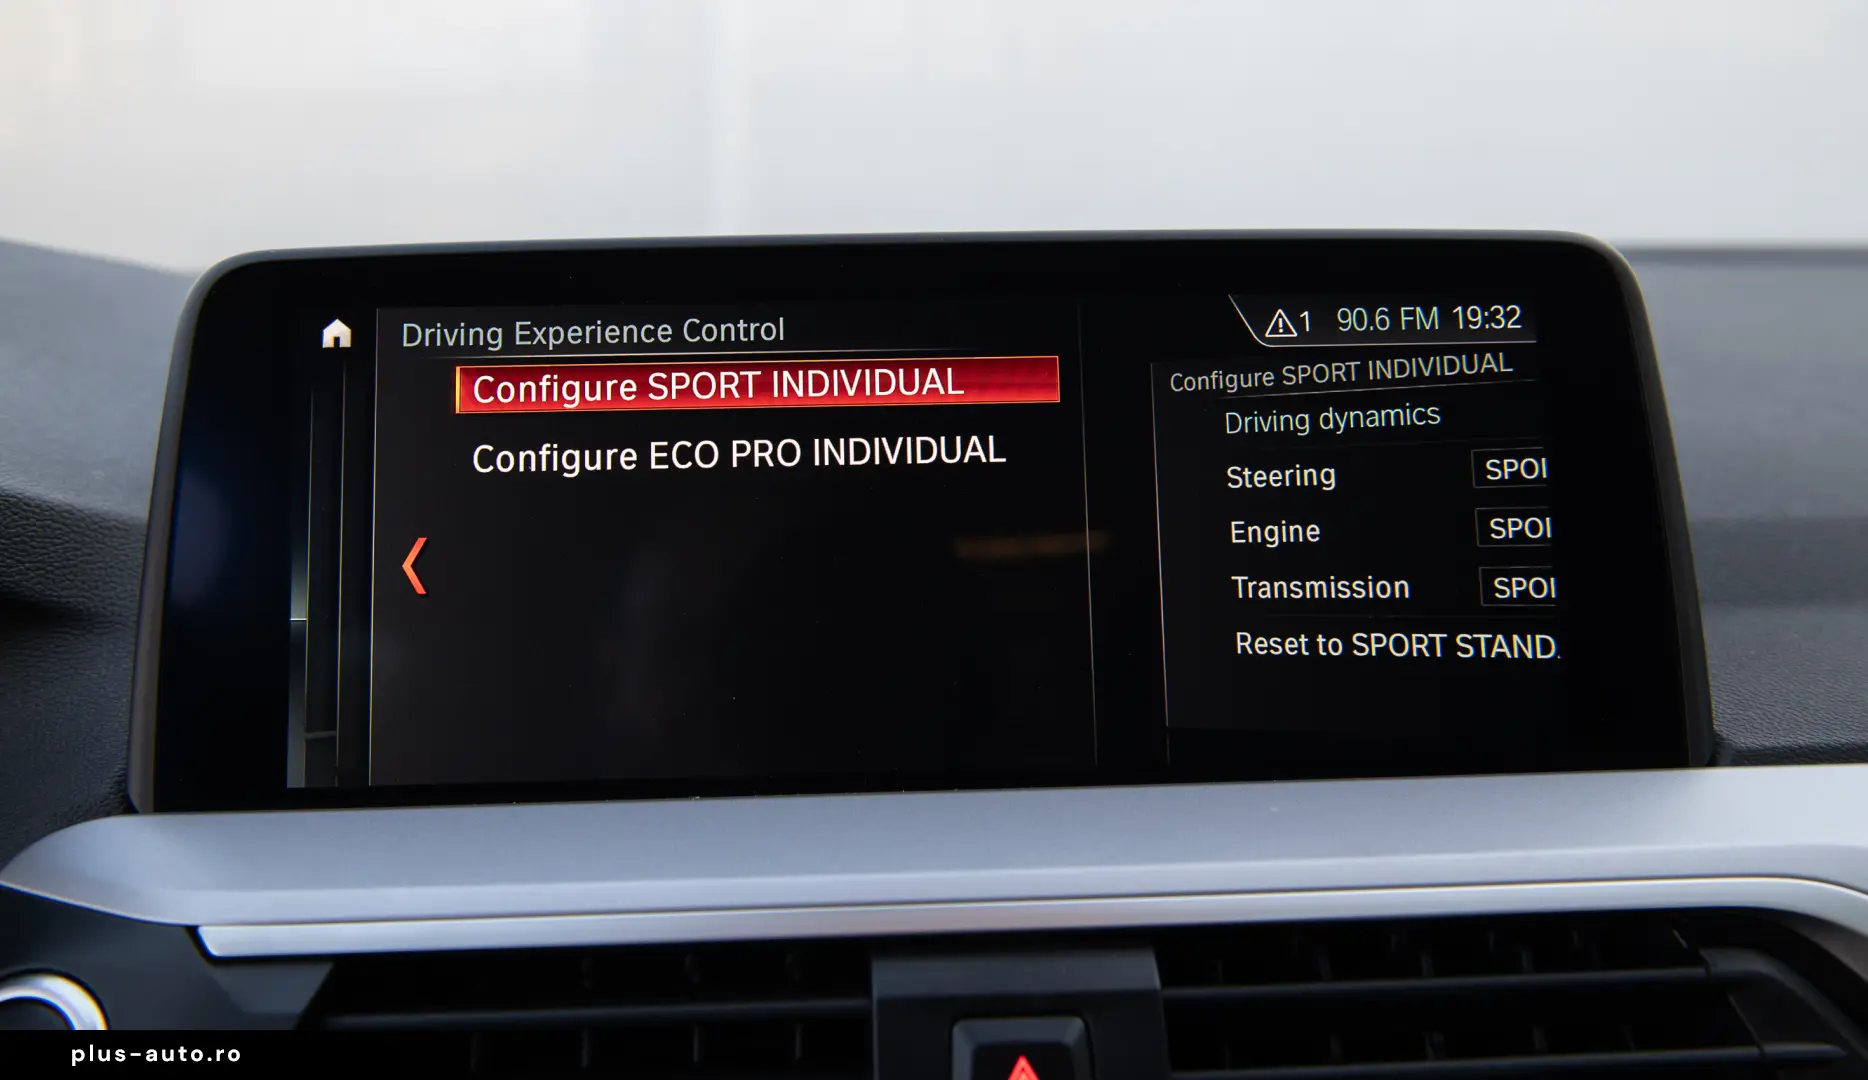 Driving Experience Control
Configure SPORT INDIVIDUAL
Configure ECO PRO INDIVIDUAL
1 90.6 FM 19:32
Configure SPORT INDIVIDUAL
Driving dynamics
Steering SPOI
Engine SPOI
Transmission SPOI
Reset to SPORT STAND.
plus-auto.ro